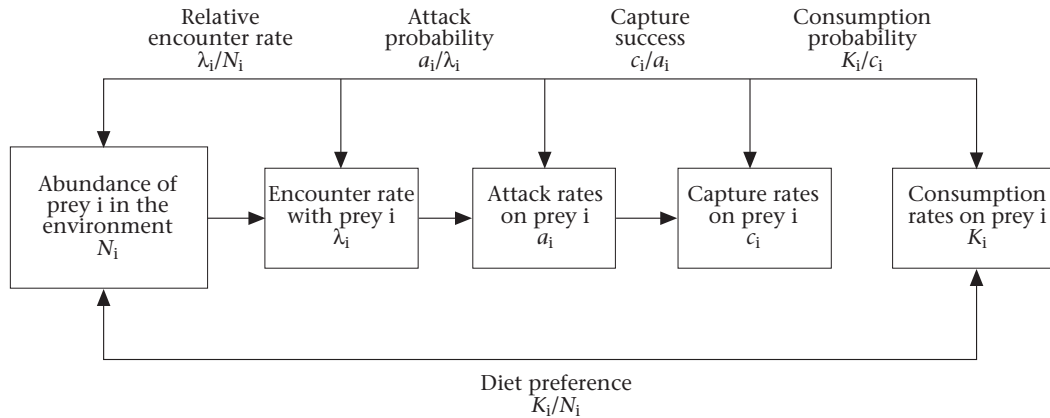 Relative
encounter rate
λi/Ni
Attack
probability
ai/λi
Capture
success
ci/ai
Consumption
probability
Ki/ci
Abundance of
prey i in the
environment
Ni
Encounter rate
with prey i
λi
Attack rates
on prey i
ai
Capture rates
on prey i
ci
Consumption
rates on prey i
Ki
Diet preference
Ki/Ni